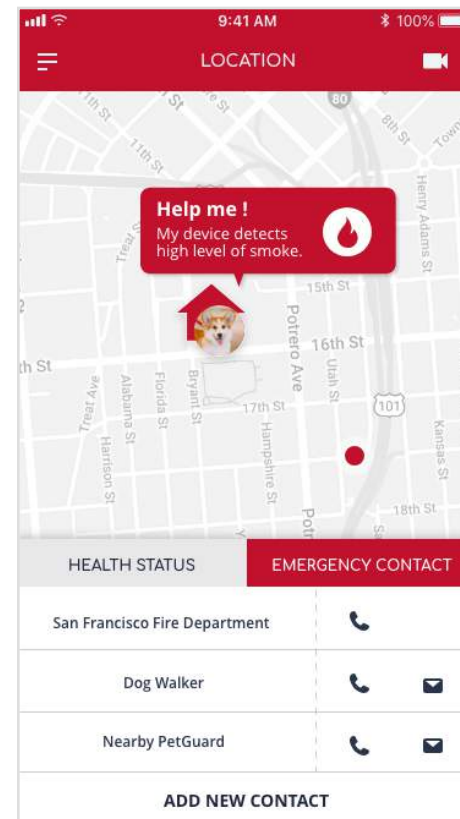 9:41 AM
100%
LOCATION
11th St
80
8th St
Town
11th St
Henry Adams St
Help me !
My device detects
high level of smoke.
Treat
15th St
Potrero Ave
16th St
th St
Utah St
Treat Ave
Alabama St
Florida St
Bryant St
17th St
101
Harrison St
Hampshire St
Kansas St
18th St
Potr
HEALTH STATUS
EMERGENCY CONTACT
San Francisco Fire Department
Dog Walker
Nearby PetGuard
ADD NEW CONTACT